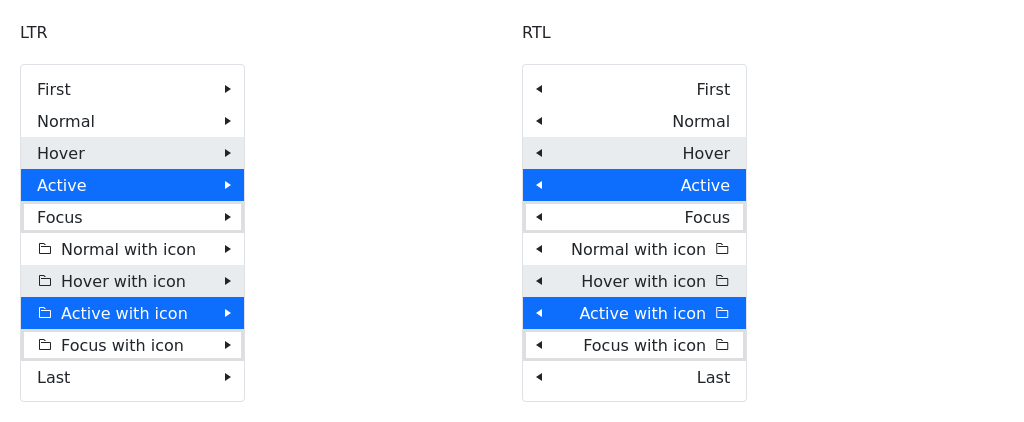 LTR
First
Normal
Hover
Active
Focus
Normal with icon
Hover with icon
Active with icon
Focus with icon
Last
RTL
First
Normal
Hover
Active
Focus
Normal with icon
Hover with icon
Active with icon
Focus with icon
Last